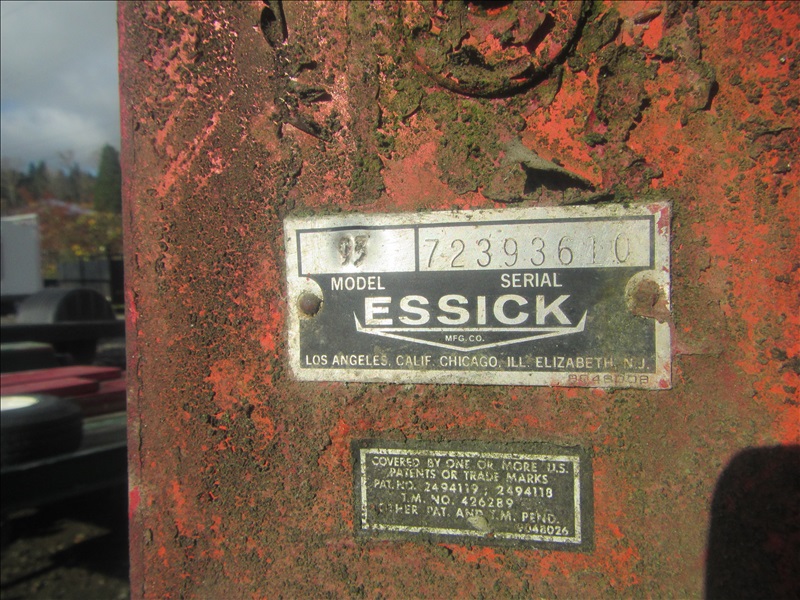 72393610
MODEL SERIAL
ESSICK
MFG. CO.
LOS ANGELES, CALIF. CHICAGO, ILL. ELIZABETH, N.J.
COVERED BY ONE OR MORE U.S.
PATENTS OR TRADE MARKS
PAT. NO. 2494119 , 2494118
T.M. NO. 426289
OTHER PAT. AND T.M. PEND.
9048026